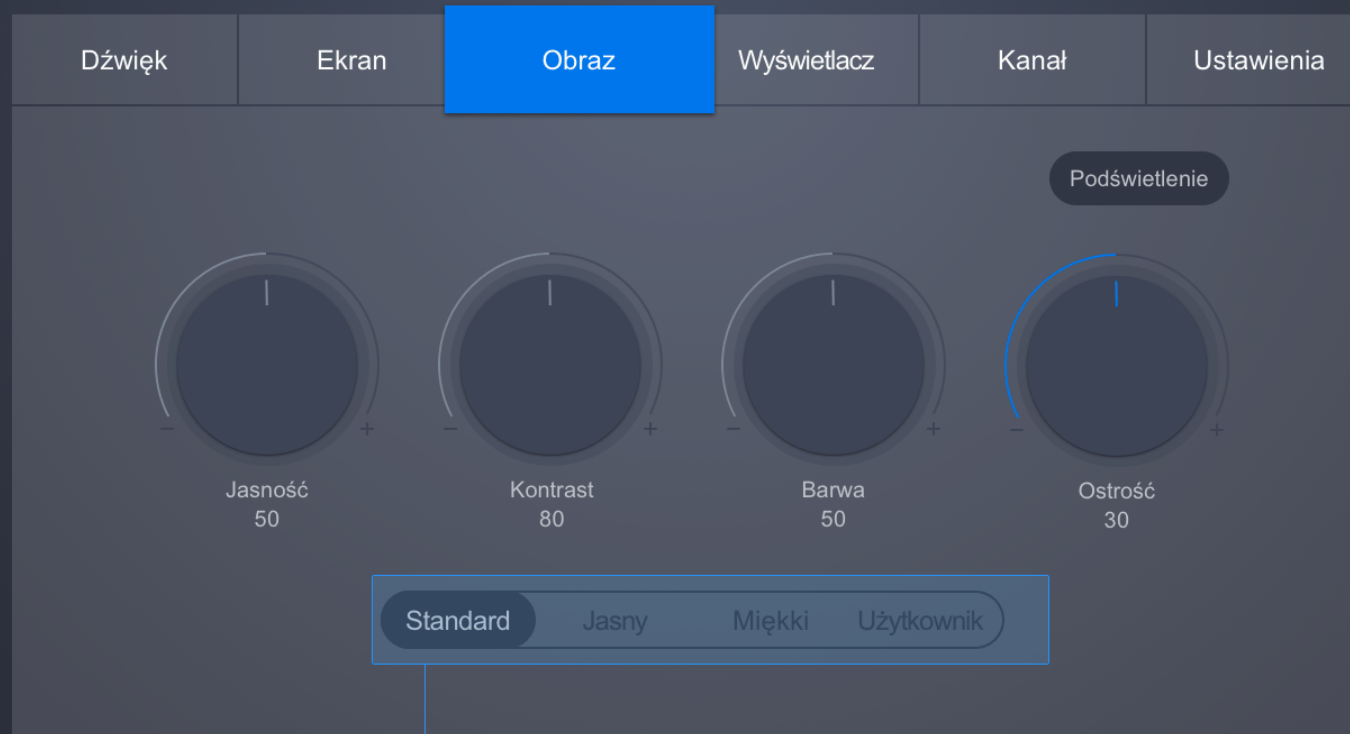 Dźwięk Ekran Obraz Wyświetlacz Kanał Ustawienia
Podświetlenie
− + − + − + − +
Jasność Kontrast Barwa Ostrość
50 80 50 30
Standard Jasny Miękki Użytkownik